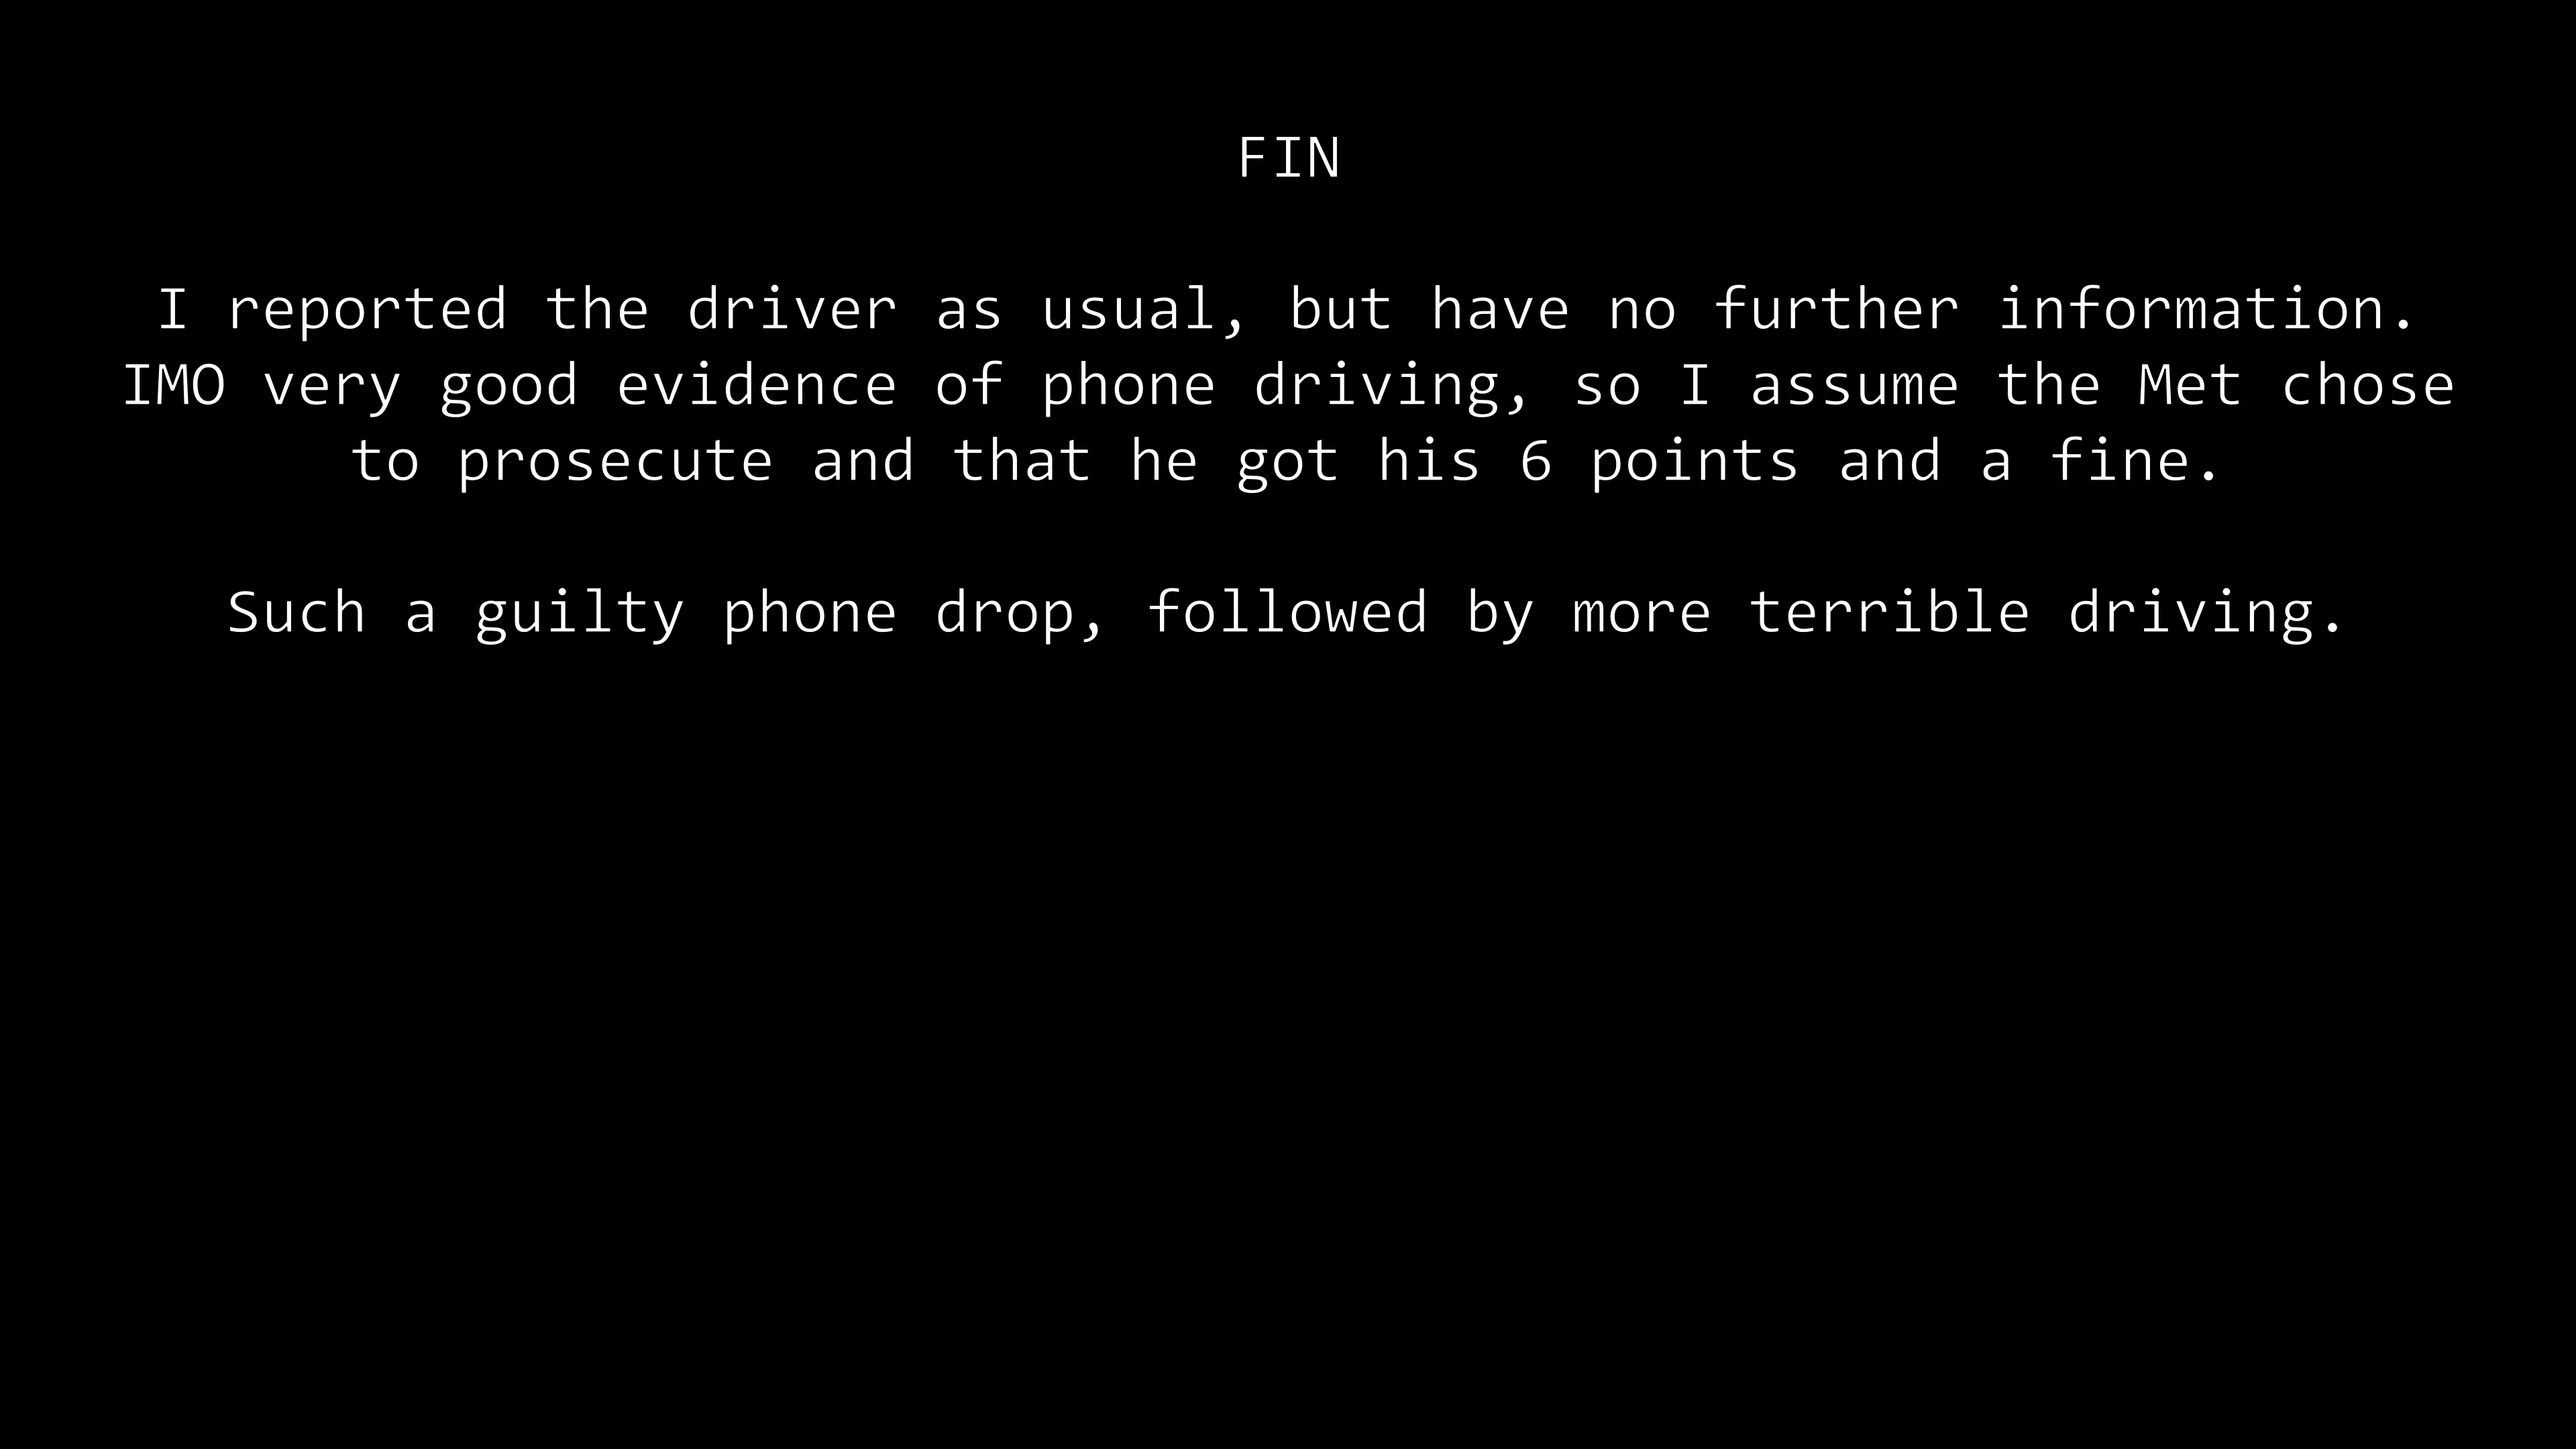 FIN
I reported the driver as usual, but have no further information.
IMO very good evidence of phone driving, so I assume the Met chose
to prosecute and that he got his 6 points and a fine.
Such a guilty phone drop, followed by more terrible driving.